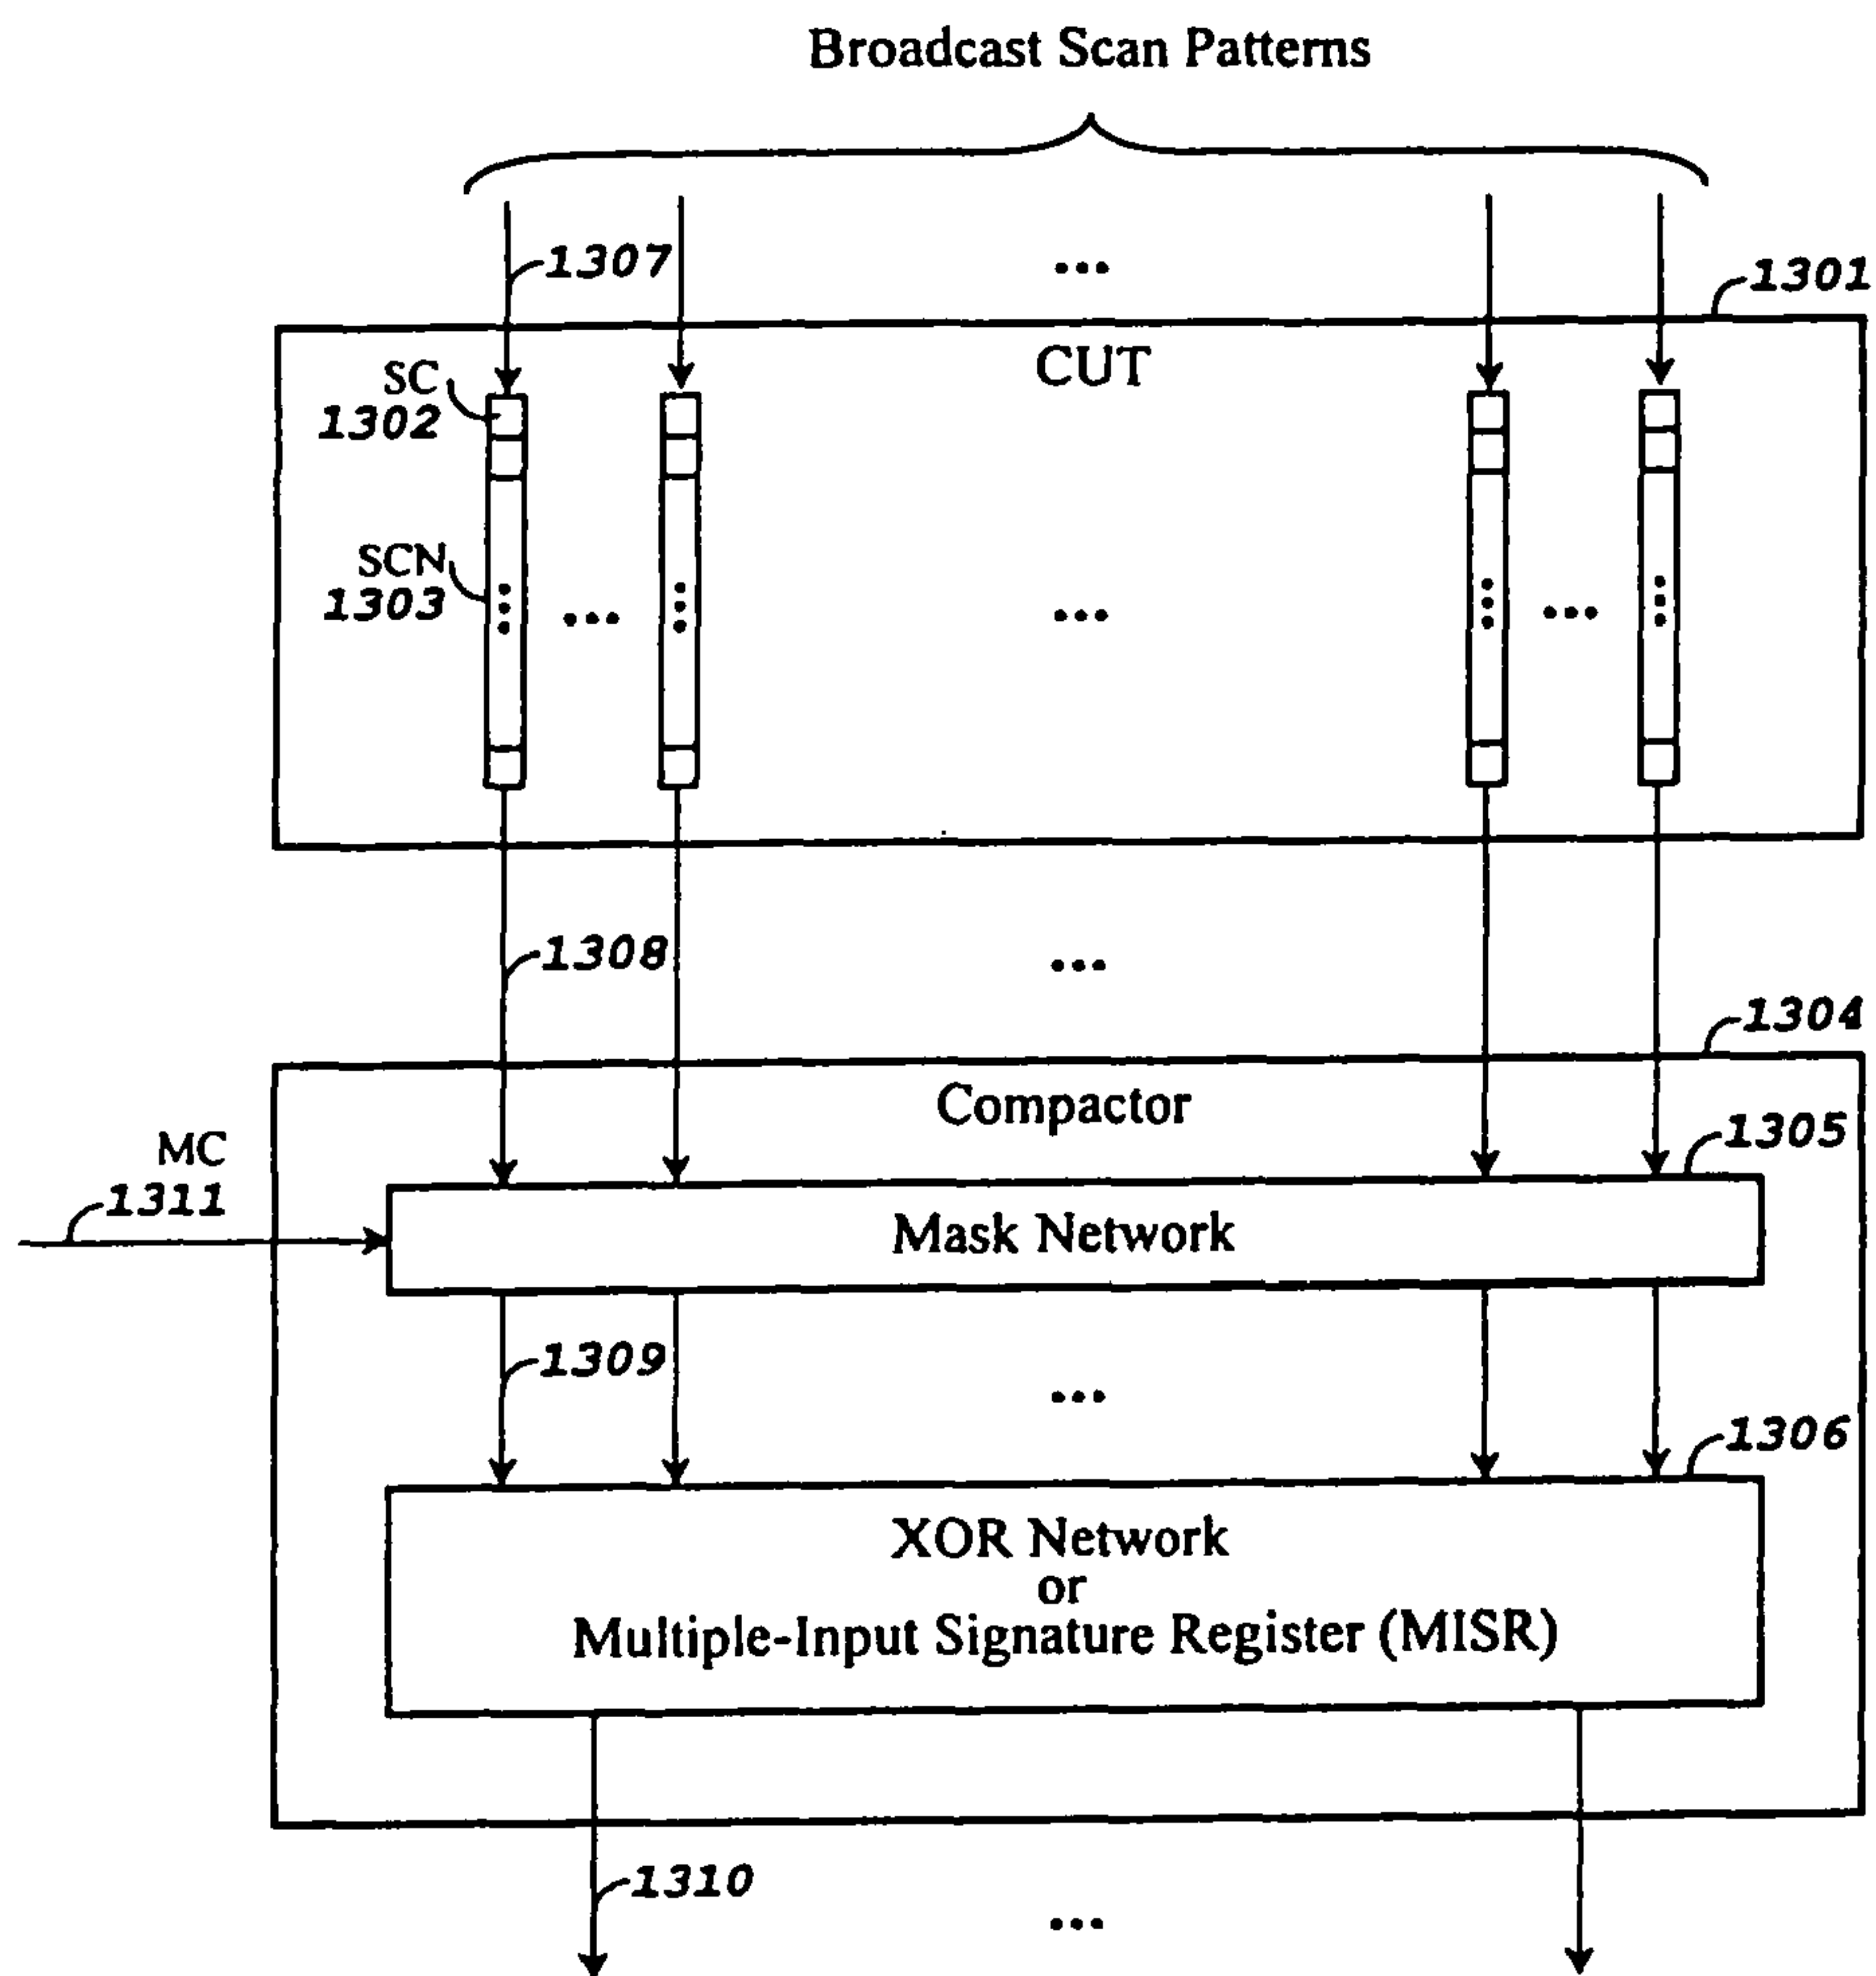 Broadcast Scan Patterns
1307
...
1301
CUT
SC
1302
SCN
1303
... ... ...
1308
...
1304
Compactor
MC
1311
1305
Mask Network
1309
...
1306
XOR Network
or
Multiple-Input Signature Register (MISR)
1310
...